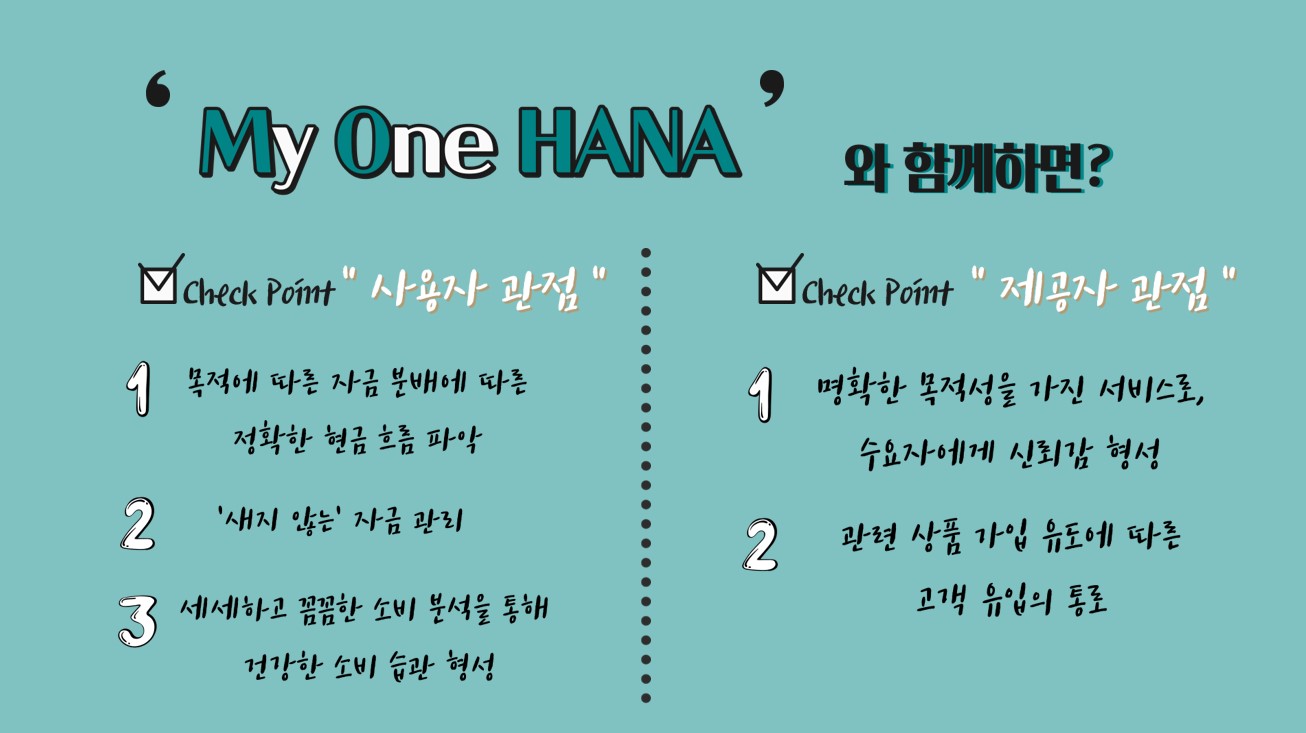 ' My One HANA ' 와 함께하면?
Check Point " 사용자 관점 "
1 목적에 따른 자금 분배에 따른
정확한 현금 흐름 파악
2 '새지 않는' 자금 관리
3 세세하고 꼼꼼한 소비 분석을 통해
건강한 소비 습관 형성
Check Point " 제공자 관점 "
1 명확한 목적성을 가진 서비스로,
수요자에게 신뢰감 형성
2 관련 상품 가입 유도에 따른
고객 유입의 통로